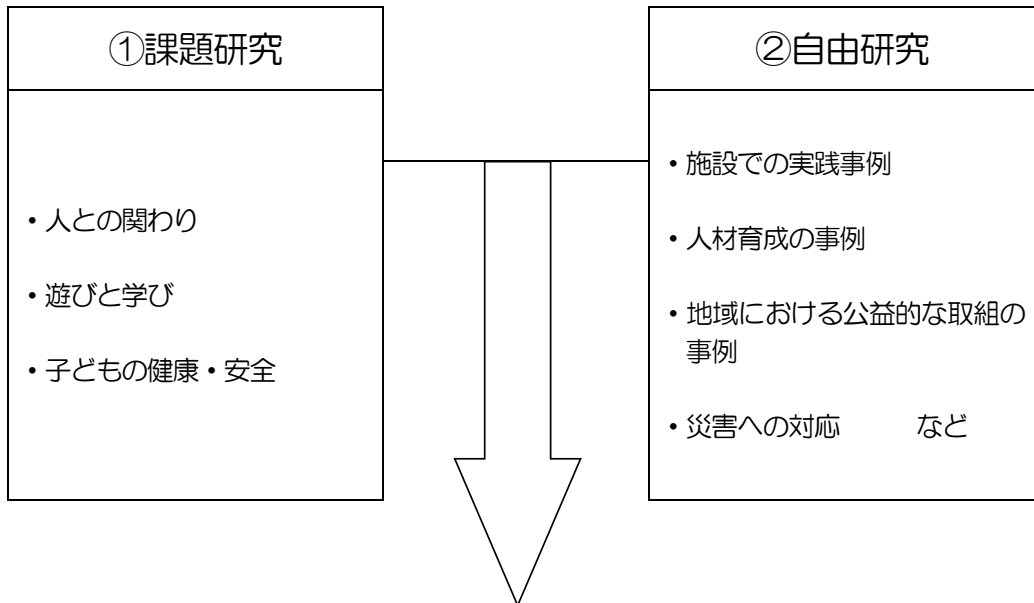 ①課題研究
・人との関わり
・遊びと学び
・子どもの健康・安全
②自由研究
・施設での実践事例
・人材育成の事例
・地域における公益的な取組の
事例
・災害への対応　　　など